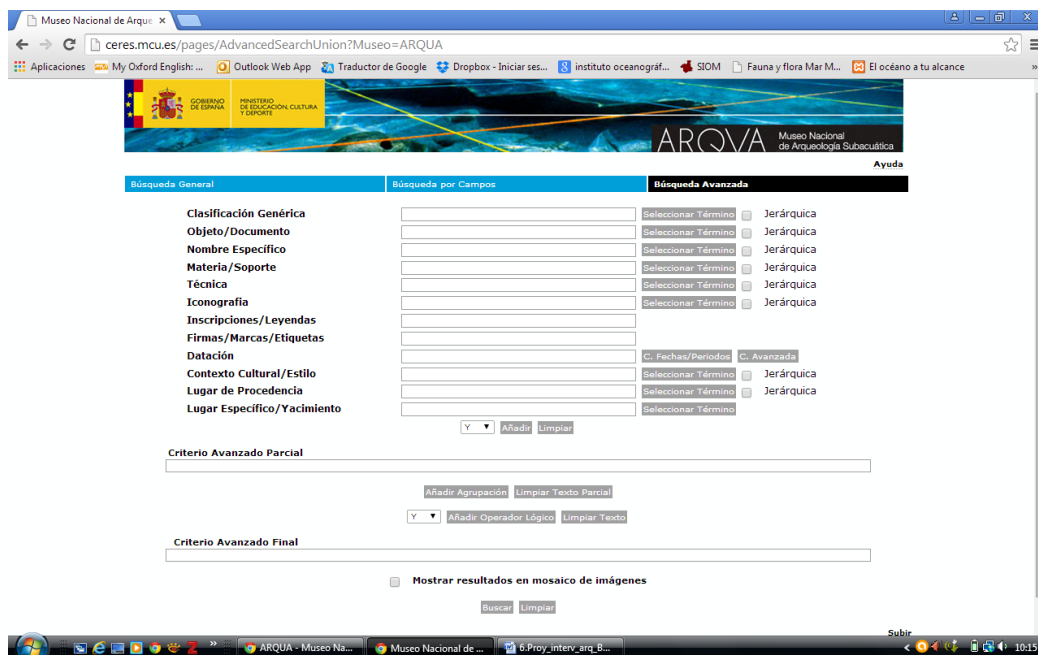 Museo Nacional de Arque
ceres.mcu.es/pages/AdvancedSearchUnion?Museo=ARQUA
Aplicaciones My Oxford English: ... Outlook Web App Traductor de Google Dropbox - Iniciar ses... instituto oceanográf... SIOM Fauna y flora Mar M... El océano a tu alcance »
GOBIERNO DE ESPAÑA
MINISTERIO DE EDUCACIÓN, CULTURA Y DEPORTE
ARQVA Museo Nacional de Arqueología Subacuática
Ayuda
Búsqueda General Búsqueda por Campos Búsqueda Avanzada
Clasificación Genérica Seleccionar Término Jerárquica
Objeto/Documento Seleccionar Término Jerárquica
Nombre Específico Seleccionar Término Jerárquica
Materia/Soporte Seleccionar Término Jerárquica
Técnica Seleccionar Término Jerárquica
Iconografia Seleccionar Término Jerárquica
Inscripciones/Leyendas
Firmas/Marcas/Etiquetas
Datación C. Fechas/Periodos C. Avanzada
Contexto Cultural/Estilo Seleccionar Término Jerárquica
Lugar de Procedencia Seleccionar Término Jerárquica
Lugar Específico/Yacimiento Seleccionar Término
Y Añadir Limpiar
Criterio Avanzado Parcial
Añadir Agrupación Limpiar Texto Parcial
Y Añadir Operador Lógico Limpiar Texto
Criterio Avanzado Final
Mostrar resultados en mosaico de imágenes
Buscar Limpiar
Subir
» ARQUA - Museo Na... Museo Nacional de ... 6.Proy_interv_arq_B... 10:15